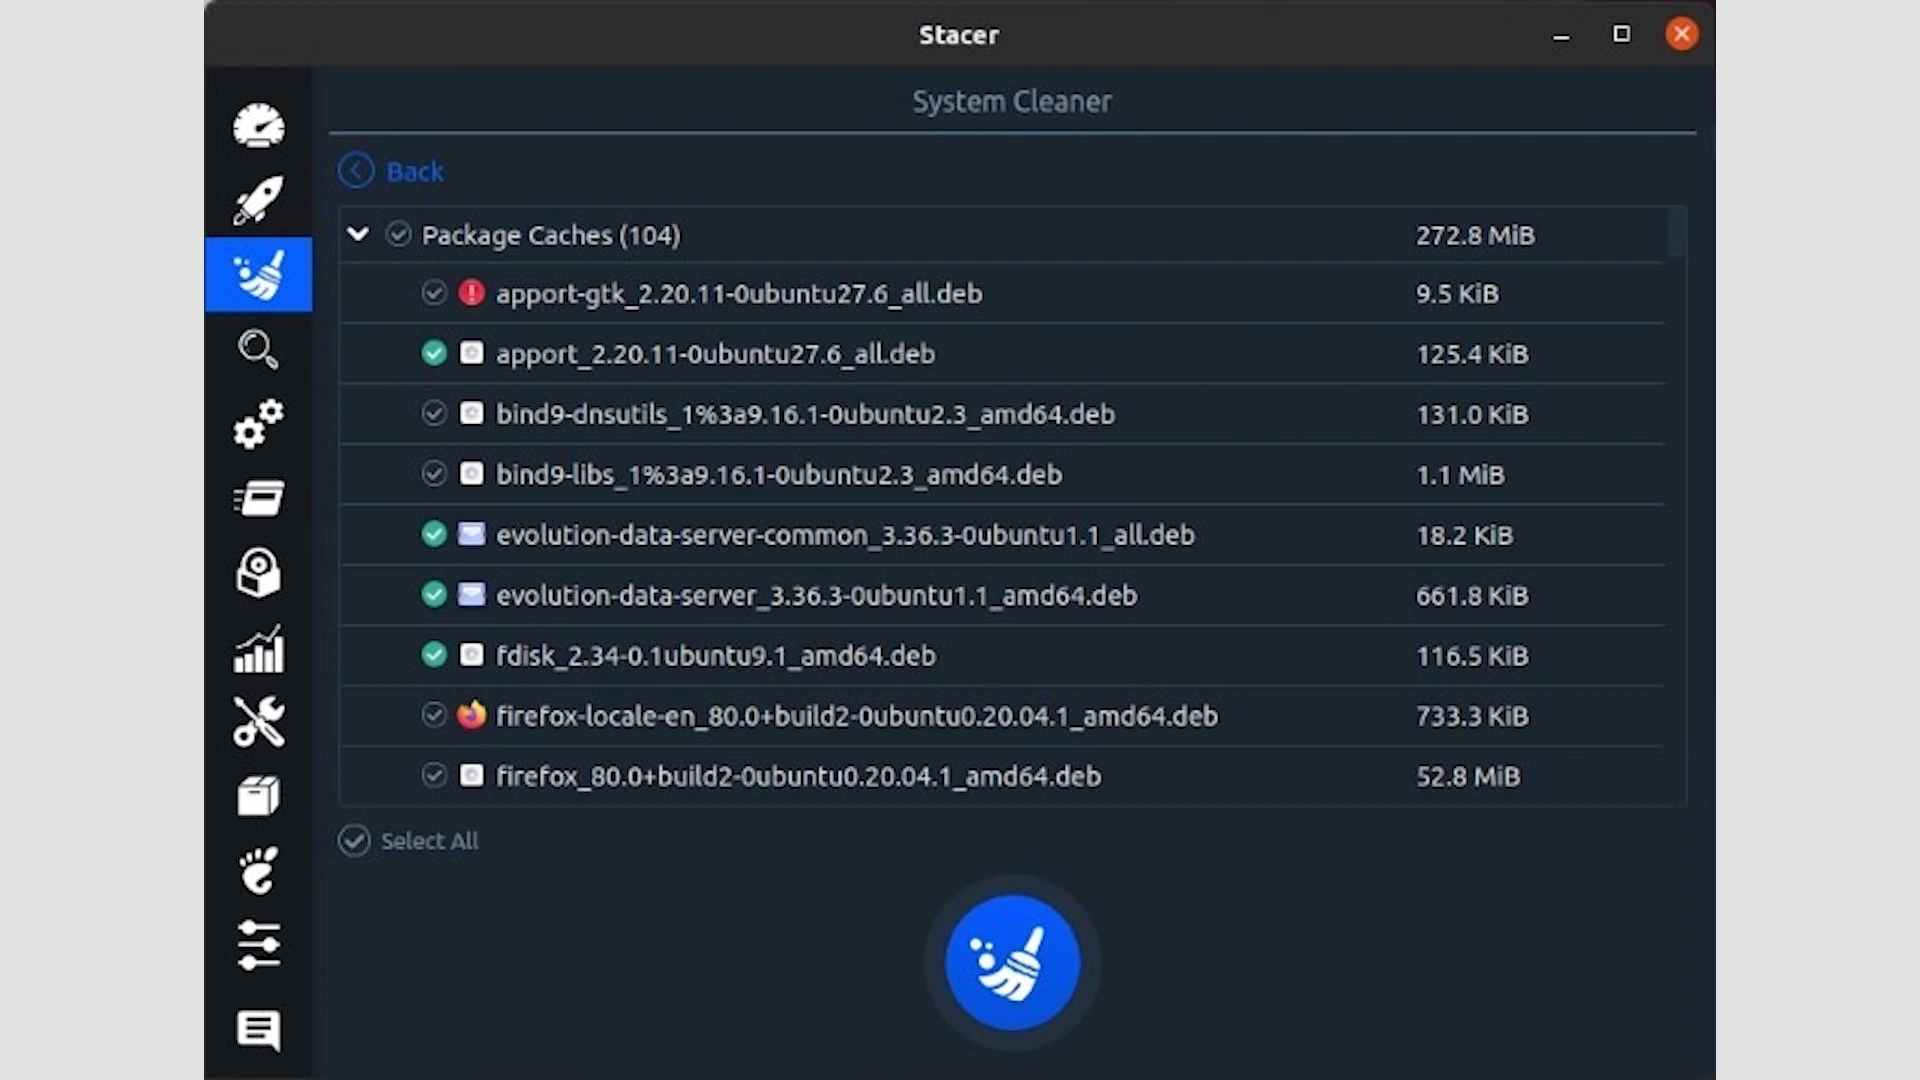 Stacer
System Cleaner
Back
Package Caches (104) 272.8 MiB
apport-gtk_2.20.11-0ubuntu27.6_all.deb 9.5 KiB
apport_2.20.11-0ubuntu27.6_all.deb 125.4 KiB
bind9-dnsutils_1%3a9.16.1-0ubuntu2.3_amd64.deb 131.0 KiB
bind9-libs_1%3a9.16.1-0ubuntu2.3_amd64.deb 1.1 MiB
evolution-data-server-common_3.36.3-0ubuntu1.1_all.deb 18.2 KiB
evolution-data-server_3.36.3-0ubuntu1.1_amd64.deb 661.8 KiB
fdisk_2.34-0.1ubuntu9.1_amd64.deb 116.5 KiB
firefox-locale-en_80.0+build2-0ubuntu0.20.04.1_amd64.deb 733.3 KiB
firefox_80.0+build2-0ubuntu0.20.04.1_amd64.deb 52.8 MiB
Select All